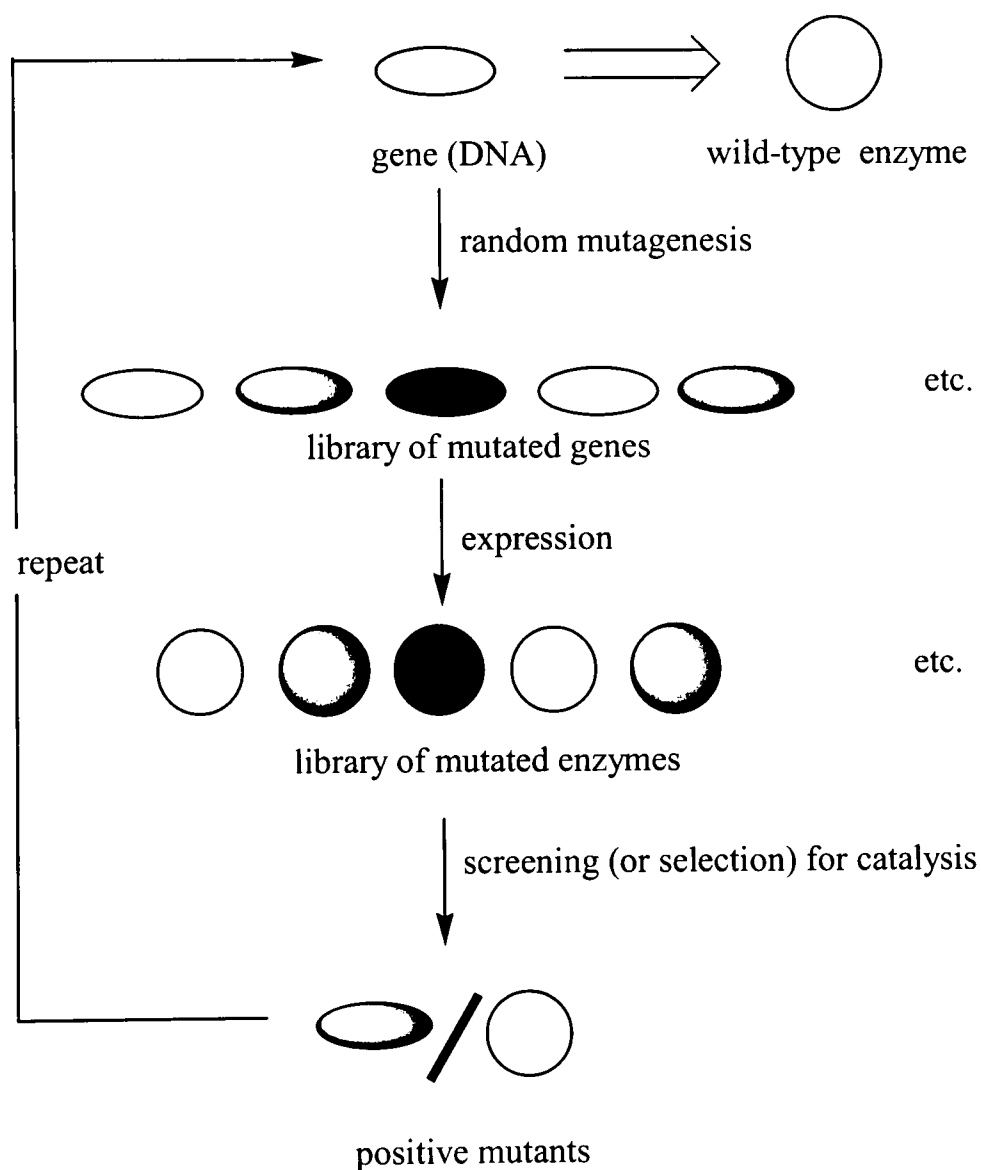 gene (DNA)
wild-type enzyme
random mutagenesis
etc.
library of mutated genes
expression
repeat
etc.
library of mutated enzymes
screening (or selection) for catalysis
positive mutants